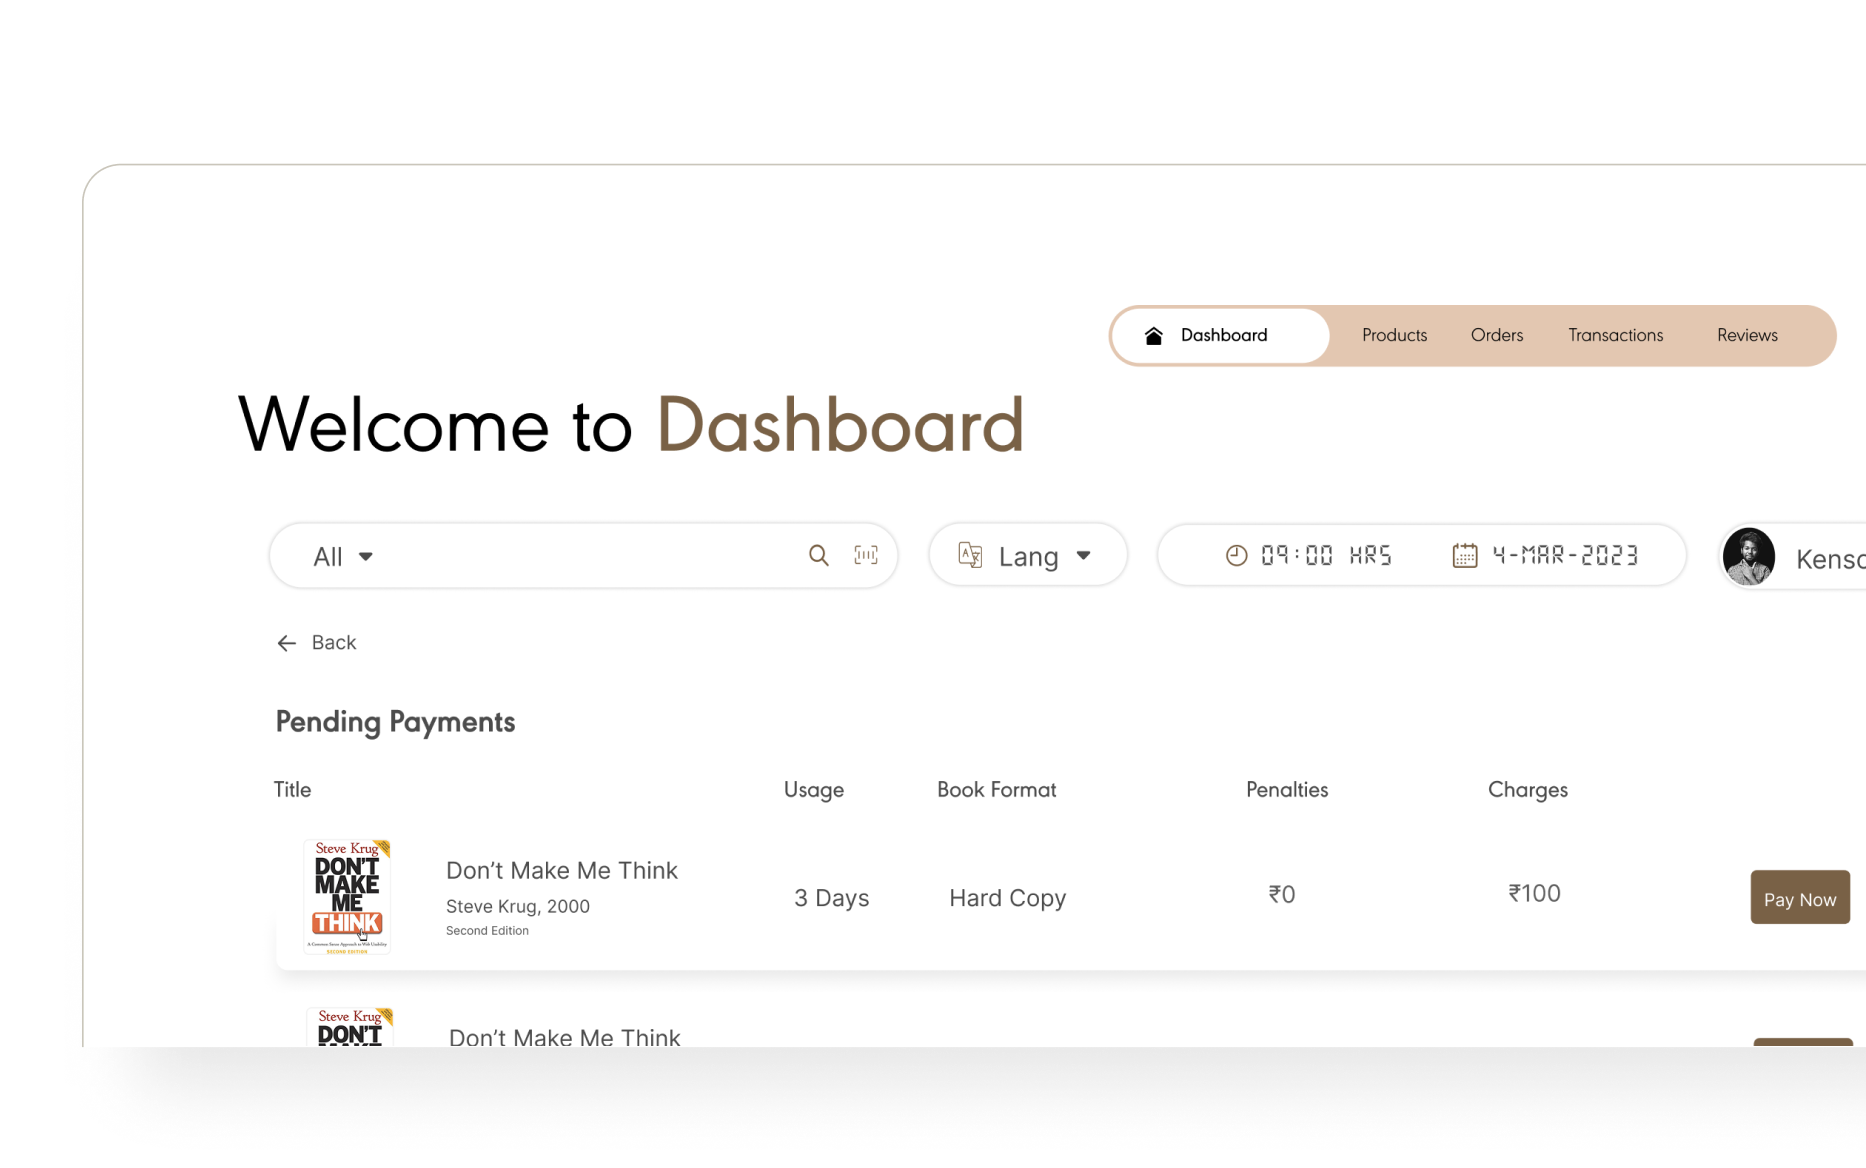 Dashboard Products Orders Transactions Reviews
Welcome to Dashboard
All Lang 09:00 HRS 4-MAR-2023
Back
Pending Payments
Title Usage Book Format Penalties Charges
Steve Krug
DON'T
MAKE
ME
THINK
A Common Sense Approach to Web Usability
SECOND EDITION
Don’t Make Me Think
Steve Krug, 2000
Second Edition
3 Days Hard Copy ₹0 ₹100 Pay Now
Steve Krug
DON'T
MAKE
Don’t Make Me Think